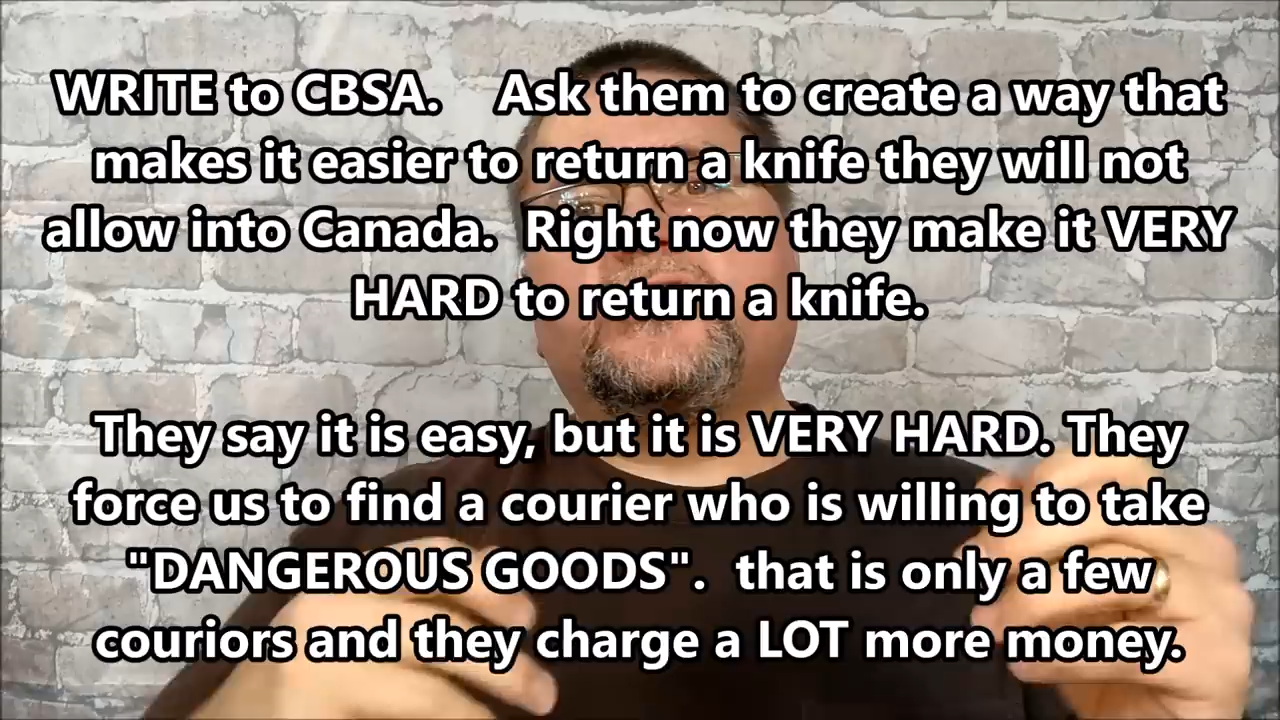 WRITE to CBSA. Ask them to create a way that
makes it easier to return a knife they will not
allow into Canada. Right now they make it VERY
HARD to return a knife.
They say it is easy, but it is VERY HARD. They
force us to find a courier who is willing to take
"DANGEROUS GOODS". that is only a few
couriors and they charge a LOT more money.